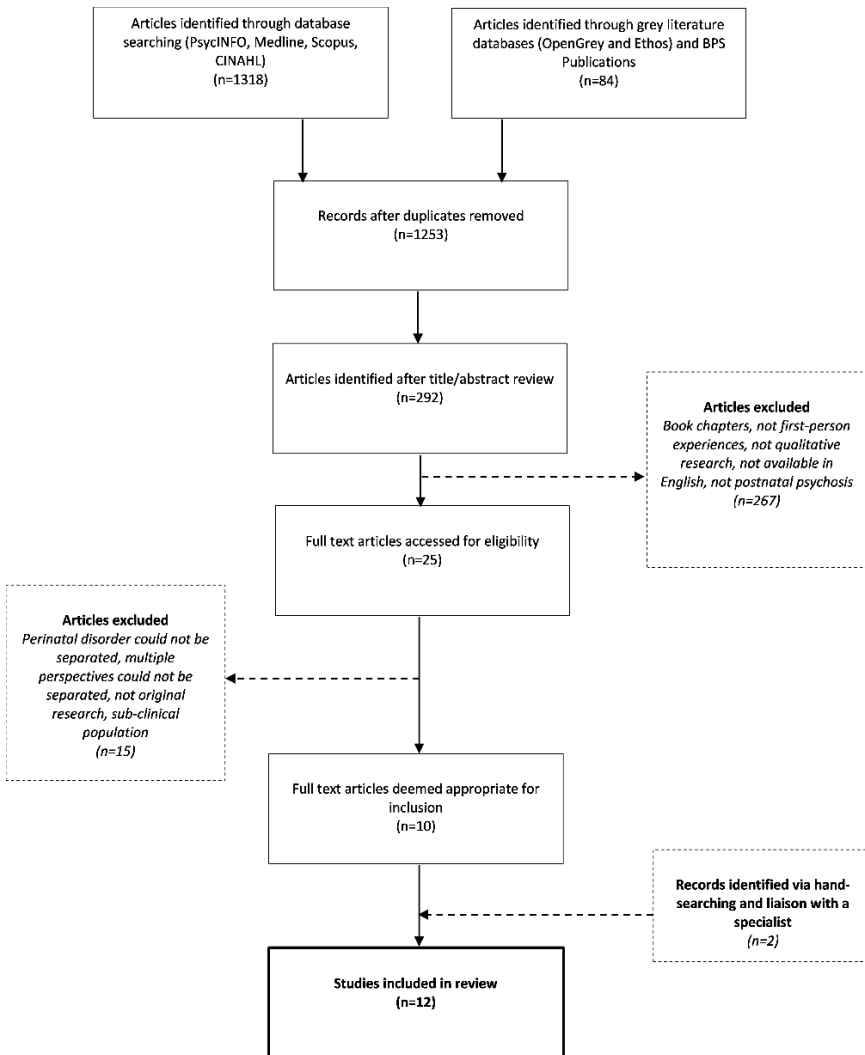 Articles identified through database
searching (PsycINFO, Medline, Scopus,
CINAHL)
(n=1318)
Articles identified through grey literature
databases (OpenGrey and Ethos) and BPS
Publications
(n=84)
Records after duplicates removed
(n=1253)
Articles identified after title/abstract review
(n=292)
Articles excluded
Book chapters, not first-person
experiences, not qualitative
research, not available in
English, not postnatal psychosis
(n=267)
Full text articles accessed for eligibility
(n=25)
Articles excluded
Perinatal disorder could not be
separated, multiple
perspectives could not be
separated, not original
research, sub-clinical
population
(n=15)
Full text articles deemed appropriate for
inclusion
(n=10)
Records identified via hand-
searching and liaison with a
specialist
(n=2)
Studies included in review
(n=12)